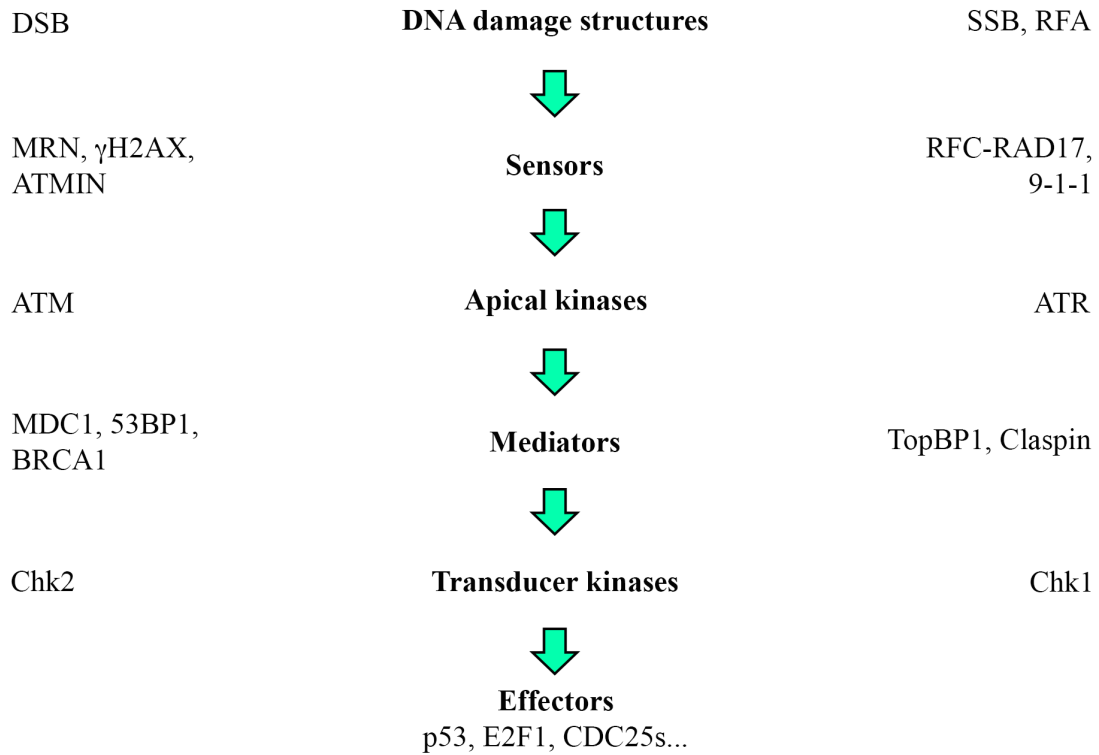 DSB
DNA damage structures
SSB, RFA
MRN, γH2AX,
ATMIN
Sensors
RFC-RAD17,
9-1-1
ATM
Apical kinases
ATR
MDC1, 53BP1,
BRCA1
Mediators
TopBP1, Claspin
Chk2
Transducer kinases
Chk1
Effectors
p53, E2F1, CDC25s...